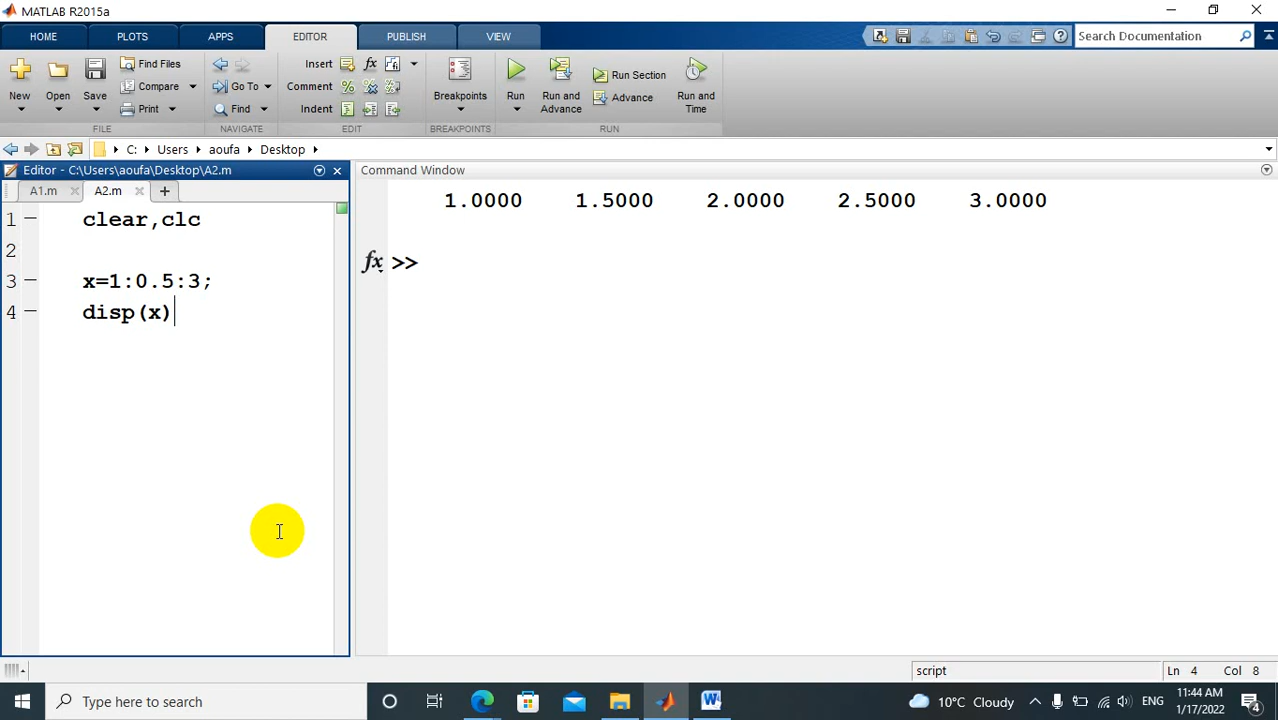 MATLAB R2015a
HOME PLOTS APPS EDITOR PUBLISH VIEW Search Documentation
New Open Save Find Files Compare Print Go To Find Insert fx Comment % Indent Breakpoints Run Run and Advance Run Section Advance Run and Time
FILE NAVIGATE EDIT BREAKPOINTS RUN
C: Users aoufa Desktop
Editor - C:\Users\aoufa\Desktop\A2.m
A1.m A2.m
1 clear,clc
2
3 x=1:0.5:3;
4 disp(x)
Command Window
1.0000 1.5000 2.0000 2.5000 3.0000
fx >>
script Ln 4 Col 8
Type here to search W 10°C Cloudy ENG 11:44 AM
1/17/2022 4